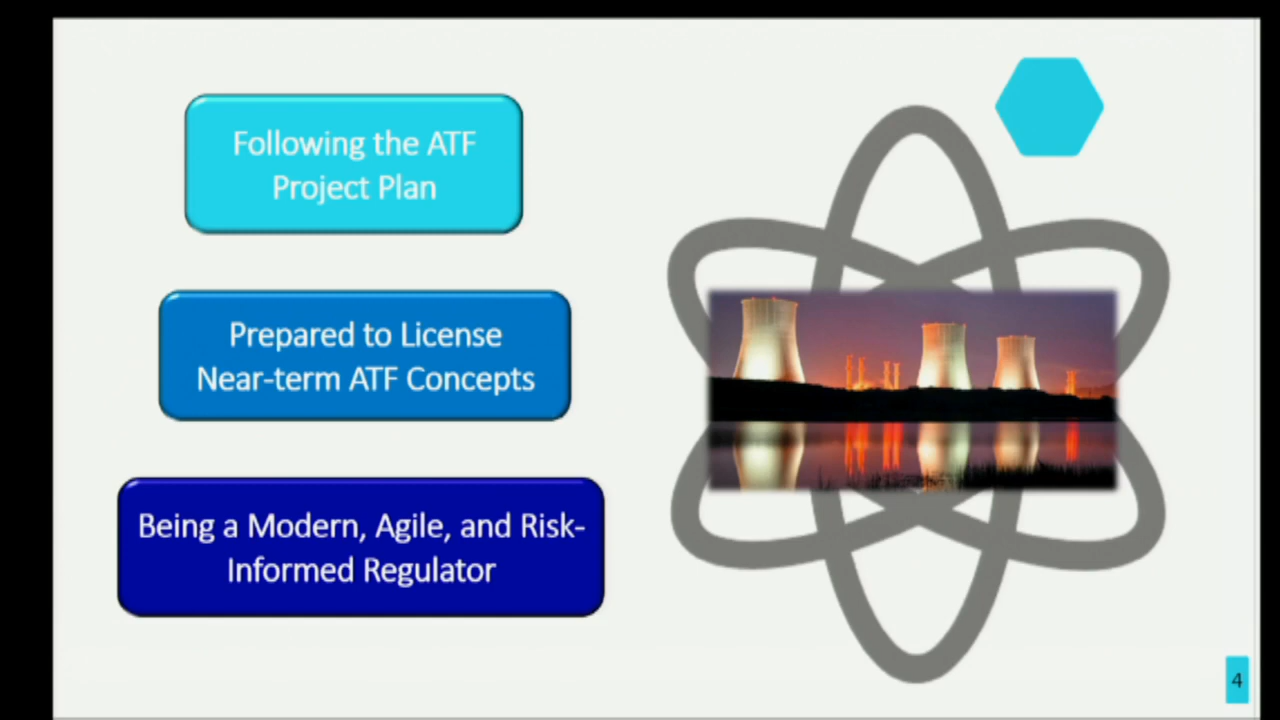 Following the ATF
Project Plan
Prepared to License
Near-term ATF Concepts
Being a Modern, Agile, and Risk-
Informed Regulator
4